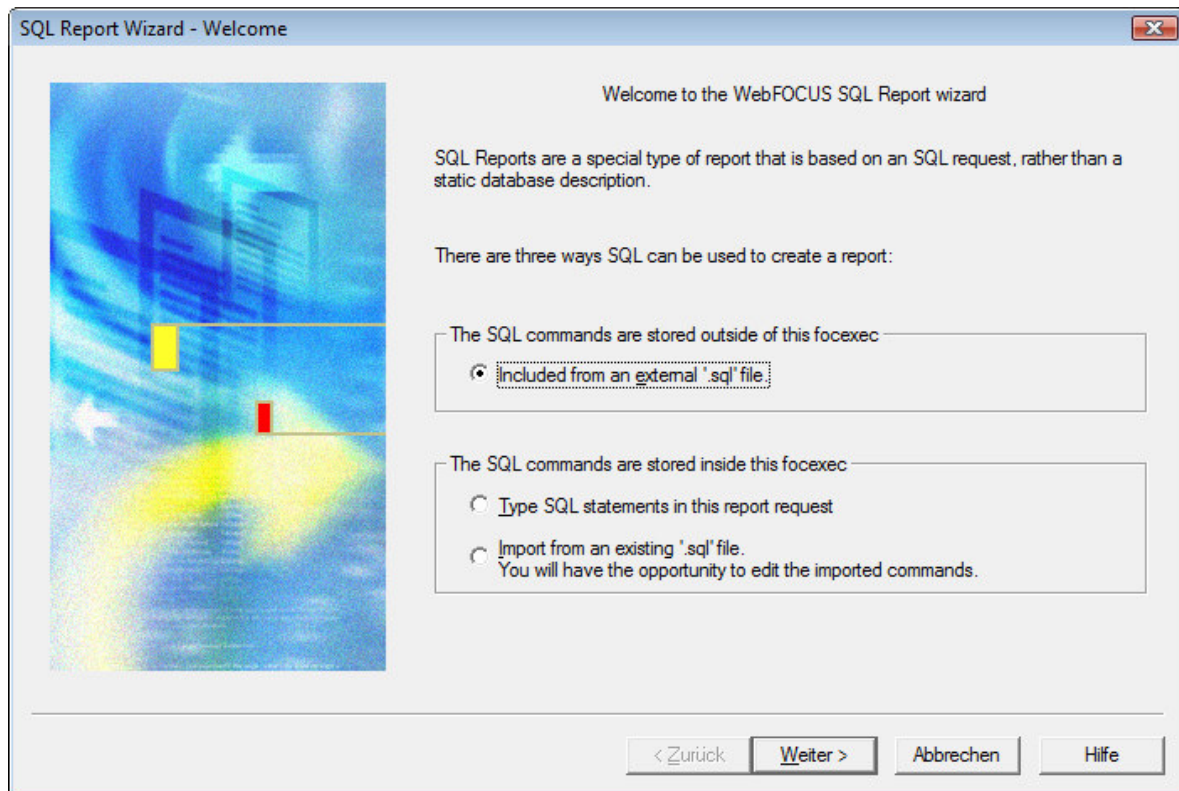 SQL Report Wizard - Welcome
Welcome to the WebFOCUS SQL Report wizard
SQL Reports are a special type of report that is based on an SQL request, rather than a
static database description.
There are three ways SQL can be used to create a report:
The SQL commands are stored outside of this focexec
Included from an external '.sql' file.
The SQL commands are stored inside this focexec
Type SQL statements in this report request
Import from an existing '.sql' file.
You will have the opportunity to edit the imported commands.
< Zurück
Weiter >
Abbrechen
Hilfe